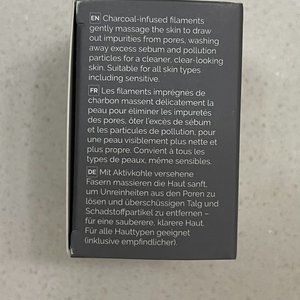 EN Charcoal-infused filaments
gently massage the skin to draw
out impurities from pores, washing
away excess sebum and pollution
particles for a cleaner, clear-looking
skin. Suitable for all skin types
including sensitive.
FR Les filaments imprégnés de
charbon massent délicatement la
peau pour éliminer les impuretés
des pores, ôter l'excès de sébum
et les particules de pollution, pour
une peau visiblement plus nette et
plus propre. Convient à tous les
types de peaux, même sensibles.
DE Mit Aktivkohle versehene
Fasern massieren die Haut sanft,
um Unreinheiten aus den Poren zu
lösen und überschüssigen Talg und
Schadstoffpartikel zu entfernen –
für eine sauberere, klarere Haut.
Für alle Hauttypen geeignet
(inklusive empfindlicher).